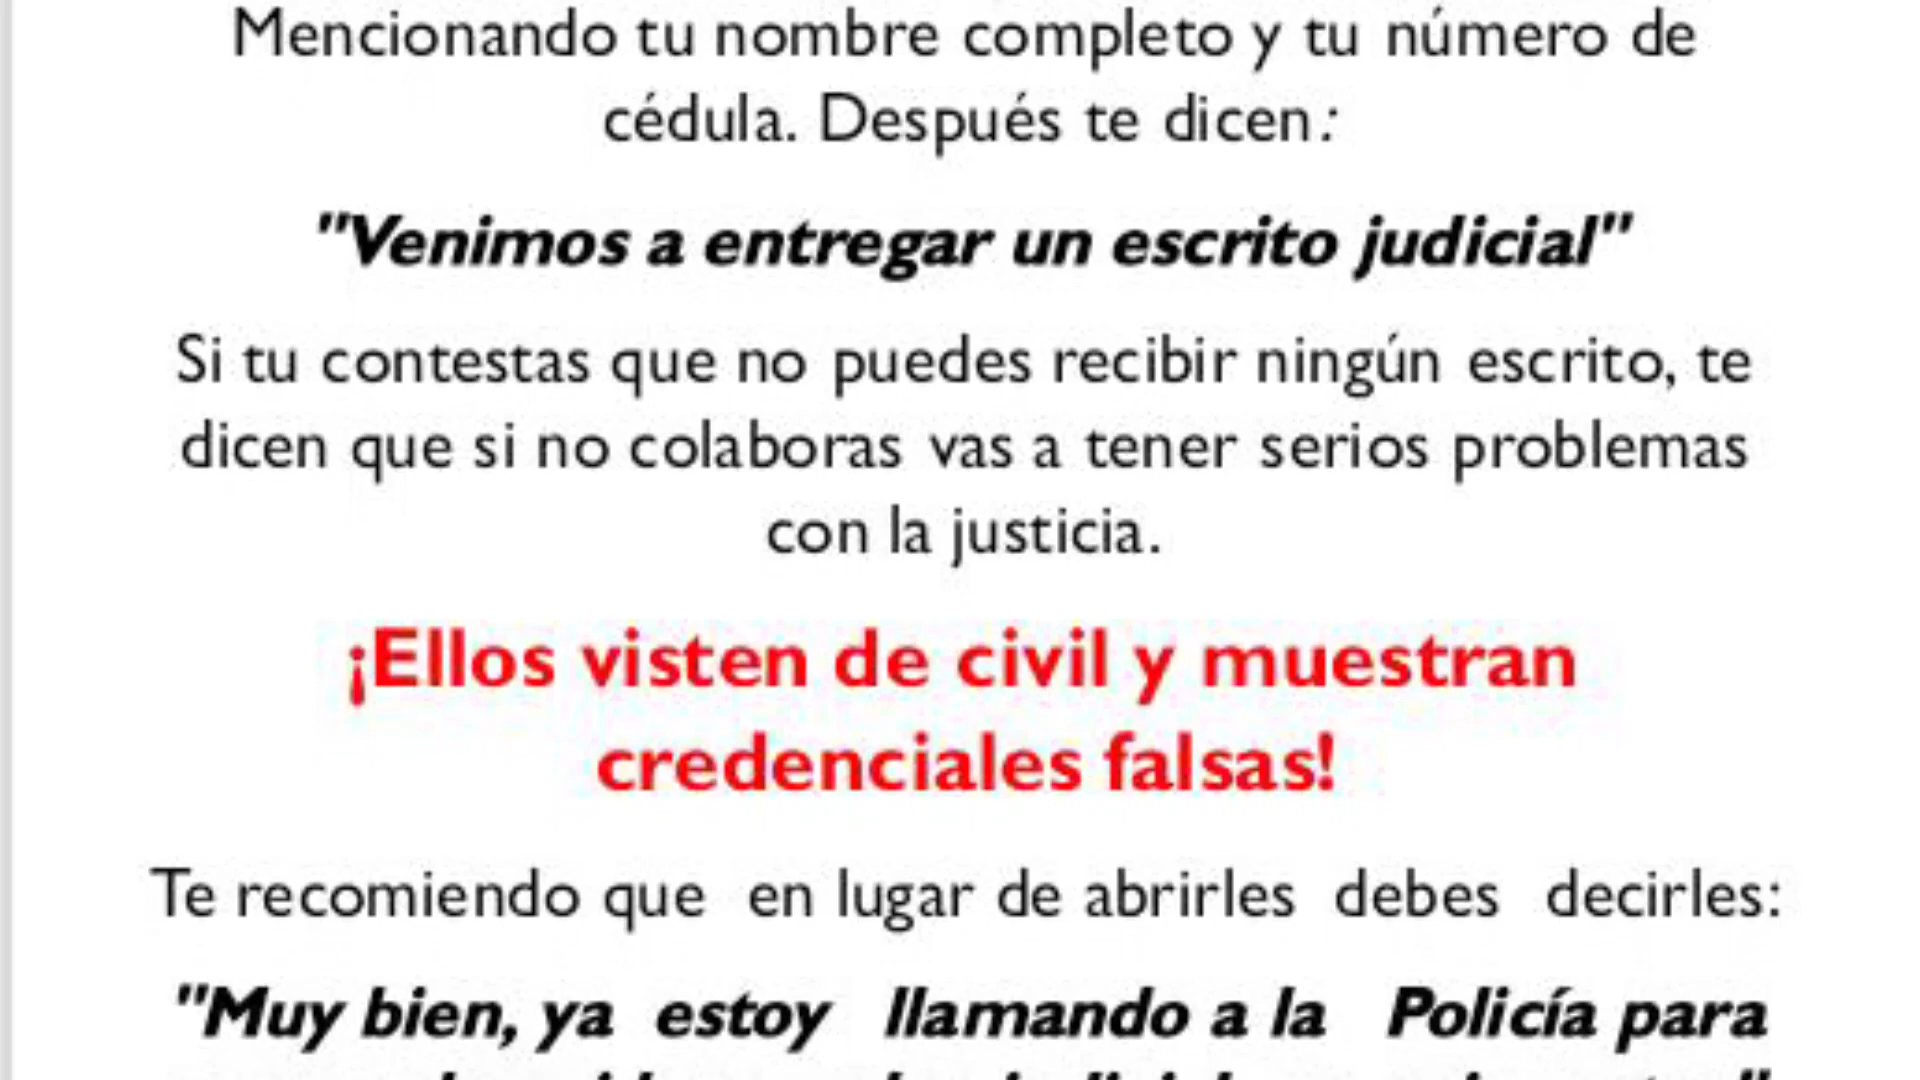 Mencionando tu nombre completo y tu número de
cédula. Después te dicen:
"Venimos a entregar un escrito judicial"
Si tu contestas que no puedes recibir ningún escrito, te
dicen que si no colaboras vas a tener serios problemas
con la justicia.
¡Ellos visten de civil y muestran
credenciales falsas!
Te recomiendo que en lugar de abrirles debes decirles:
"Muy bien, ya estoy llamando a la Policía para